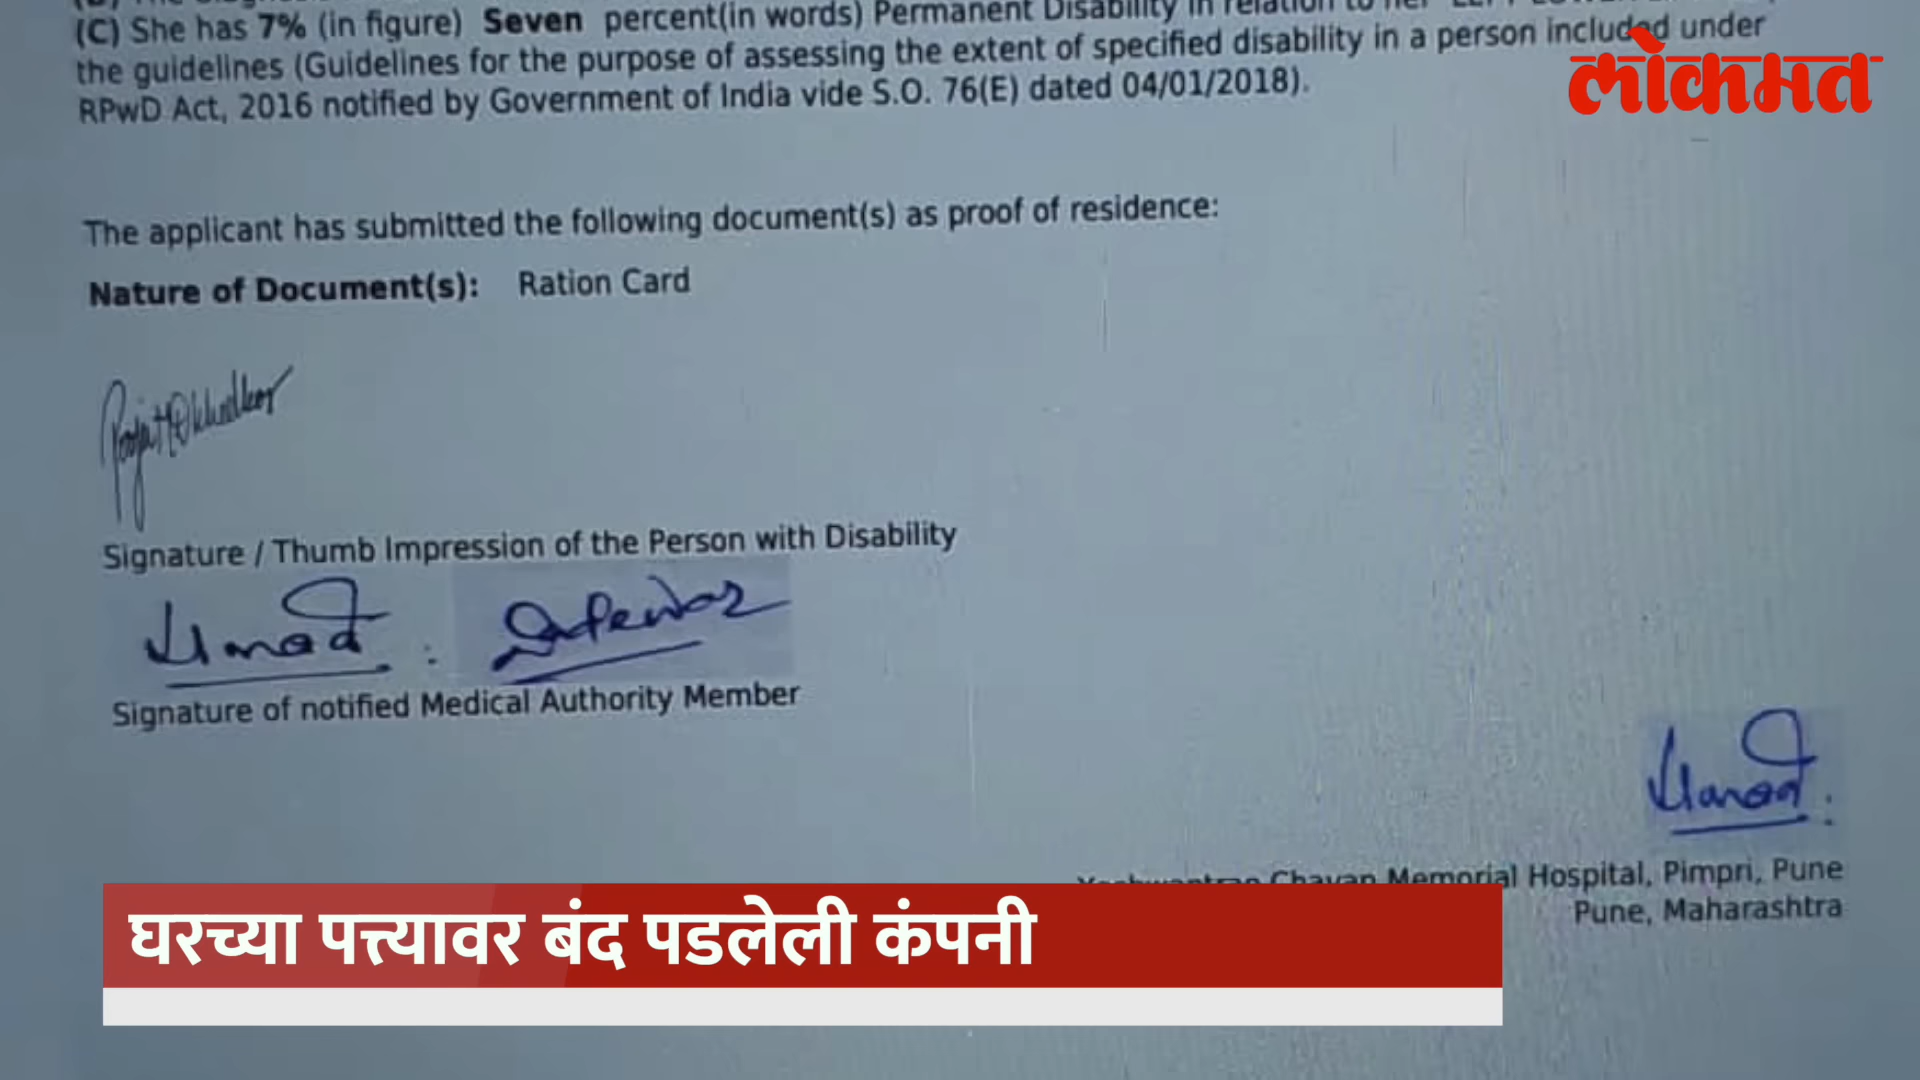 (C) She has 7% (in figure) Seven percent(in words) Permanent Disability in relation to her
the guidelines (Guidelines for the purpose of assessing the extent of specified disability in a person included under
RPwD Act, 2016 notified by Government of India vide S.O. 76(E) dated 04/01/2018).
लोकमत
The applicant has submitted the following document(s) as proof of residence:
Nature of Document(s): Ration Card
Signature / Thumb Impression of the Person with Disability
Signature of notified Medical Authority Member
Chavan Memorial Hospital, Pimpri, Pune
Pune, Maharashtra
घरच्या पत्त्यावर बंद पडलेली कंपनी